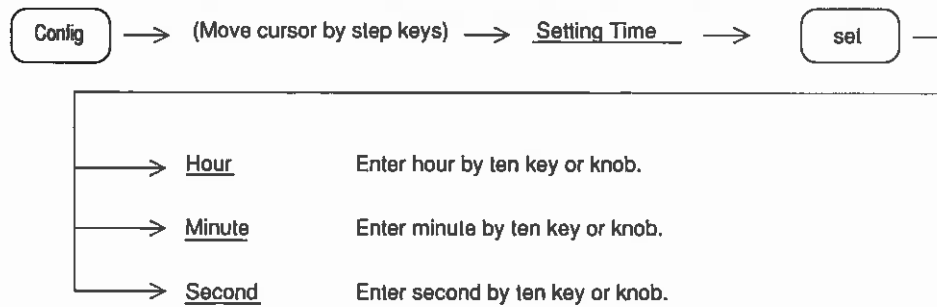 Config (Move cursor by step keys) Setting Time set
Hour Enter hour by ten key or knob.
Minute Enter minute by ten key or knob.
Second Enter second by ten key or knob.